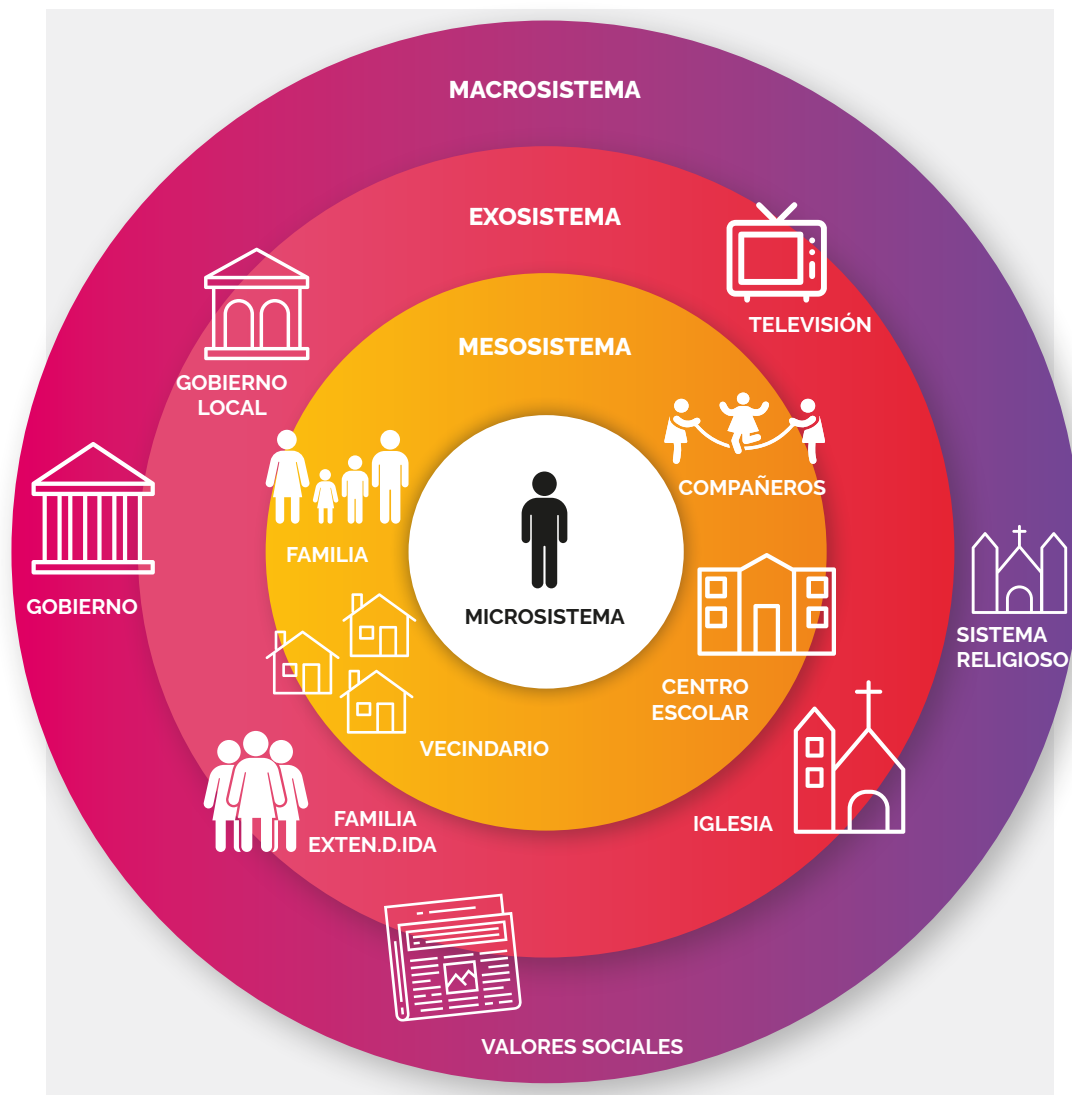 MACROSISTEMA
EXOSISTEMA
TELEVISIÓN
MESOSISTEMA
GOBIERNO
LOCAL
COMPAÑEROS
FAMILIA
GOBIERNO
MICROSISTEMA
SISTEMA
RELIGIOSO
CENTRO
ESCOLAR
VECINDARIO
FAMILIA
EXTEN.D.IDA
IGLESIA
VALORES SOCIALES